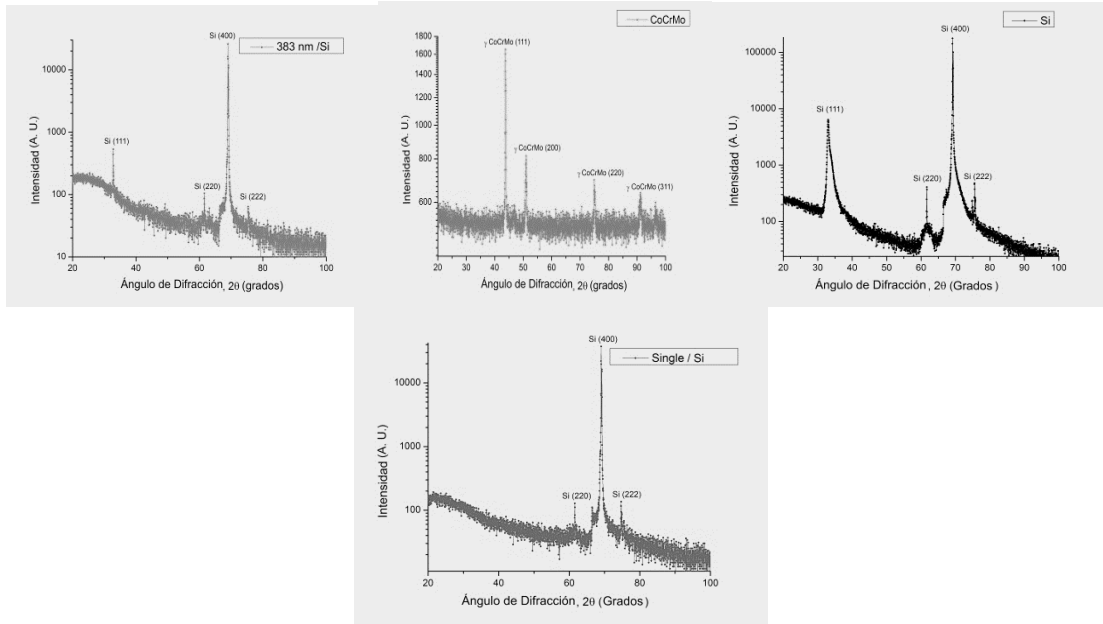 383 nm /Si
Intensidad (A. U.)
10000
1000
100
10
Si (400)
Si (111)
Si (220)
Si (222)
20
40
60
80
100
Ángulo de Difracción, 2θ (grados)
CoCrMo
Intensidad (A. U.)
1800
1600
1400
1200
1000
800
600
γ CoCrMo (111)
γ CoCrMo (200)
γ CoCrMo (220)
γ CoCrMo (311)
20
30
40
50
60
70
80
90
100
Ángulo de Difracción, 2θ (grados)
Si
Intensidad (A. U.)
100000
10000
1000
100
Si (400)
Si (111)
Si (220)
Si (222)
20
30
40
50
60
70
80
90
100
Ángulo de Difracción, 2θ (Grados)
Single / Si
Intensidad (A. U.)
10000
1000
100
Si (400)
Si (220)
Si (222)
20
40
60
80
100
Ángulo de Difracción, 2θ (Grados)